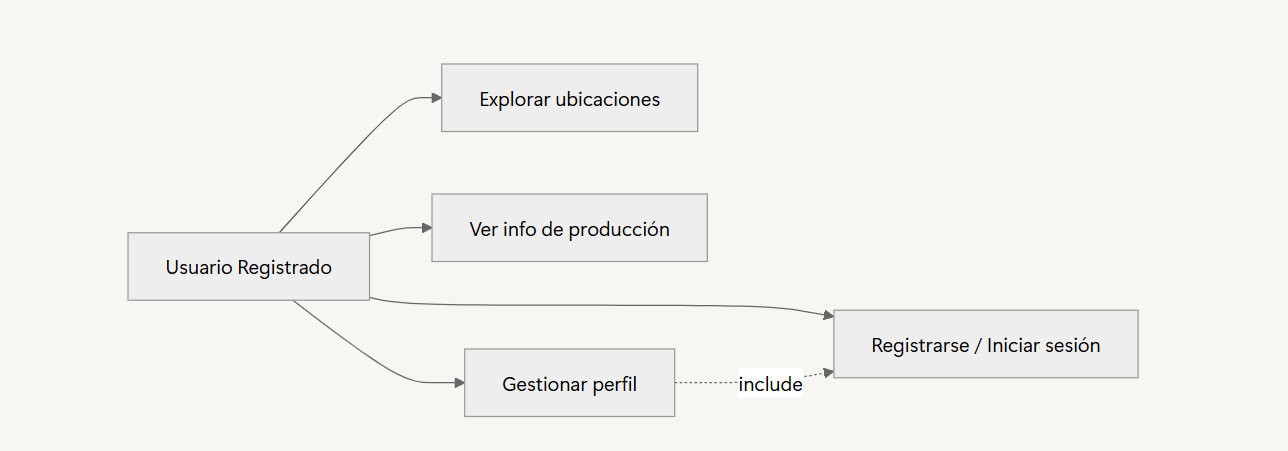 Explorar ubicaciones
Ver info de producción
Usuario Registrado
Registrarse / Iniciar sesión
Gestionar perfil
include